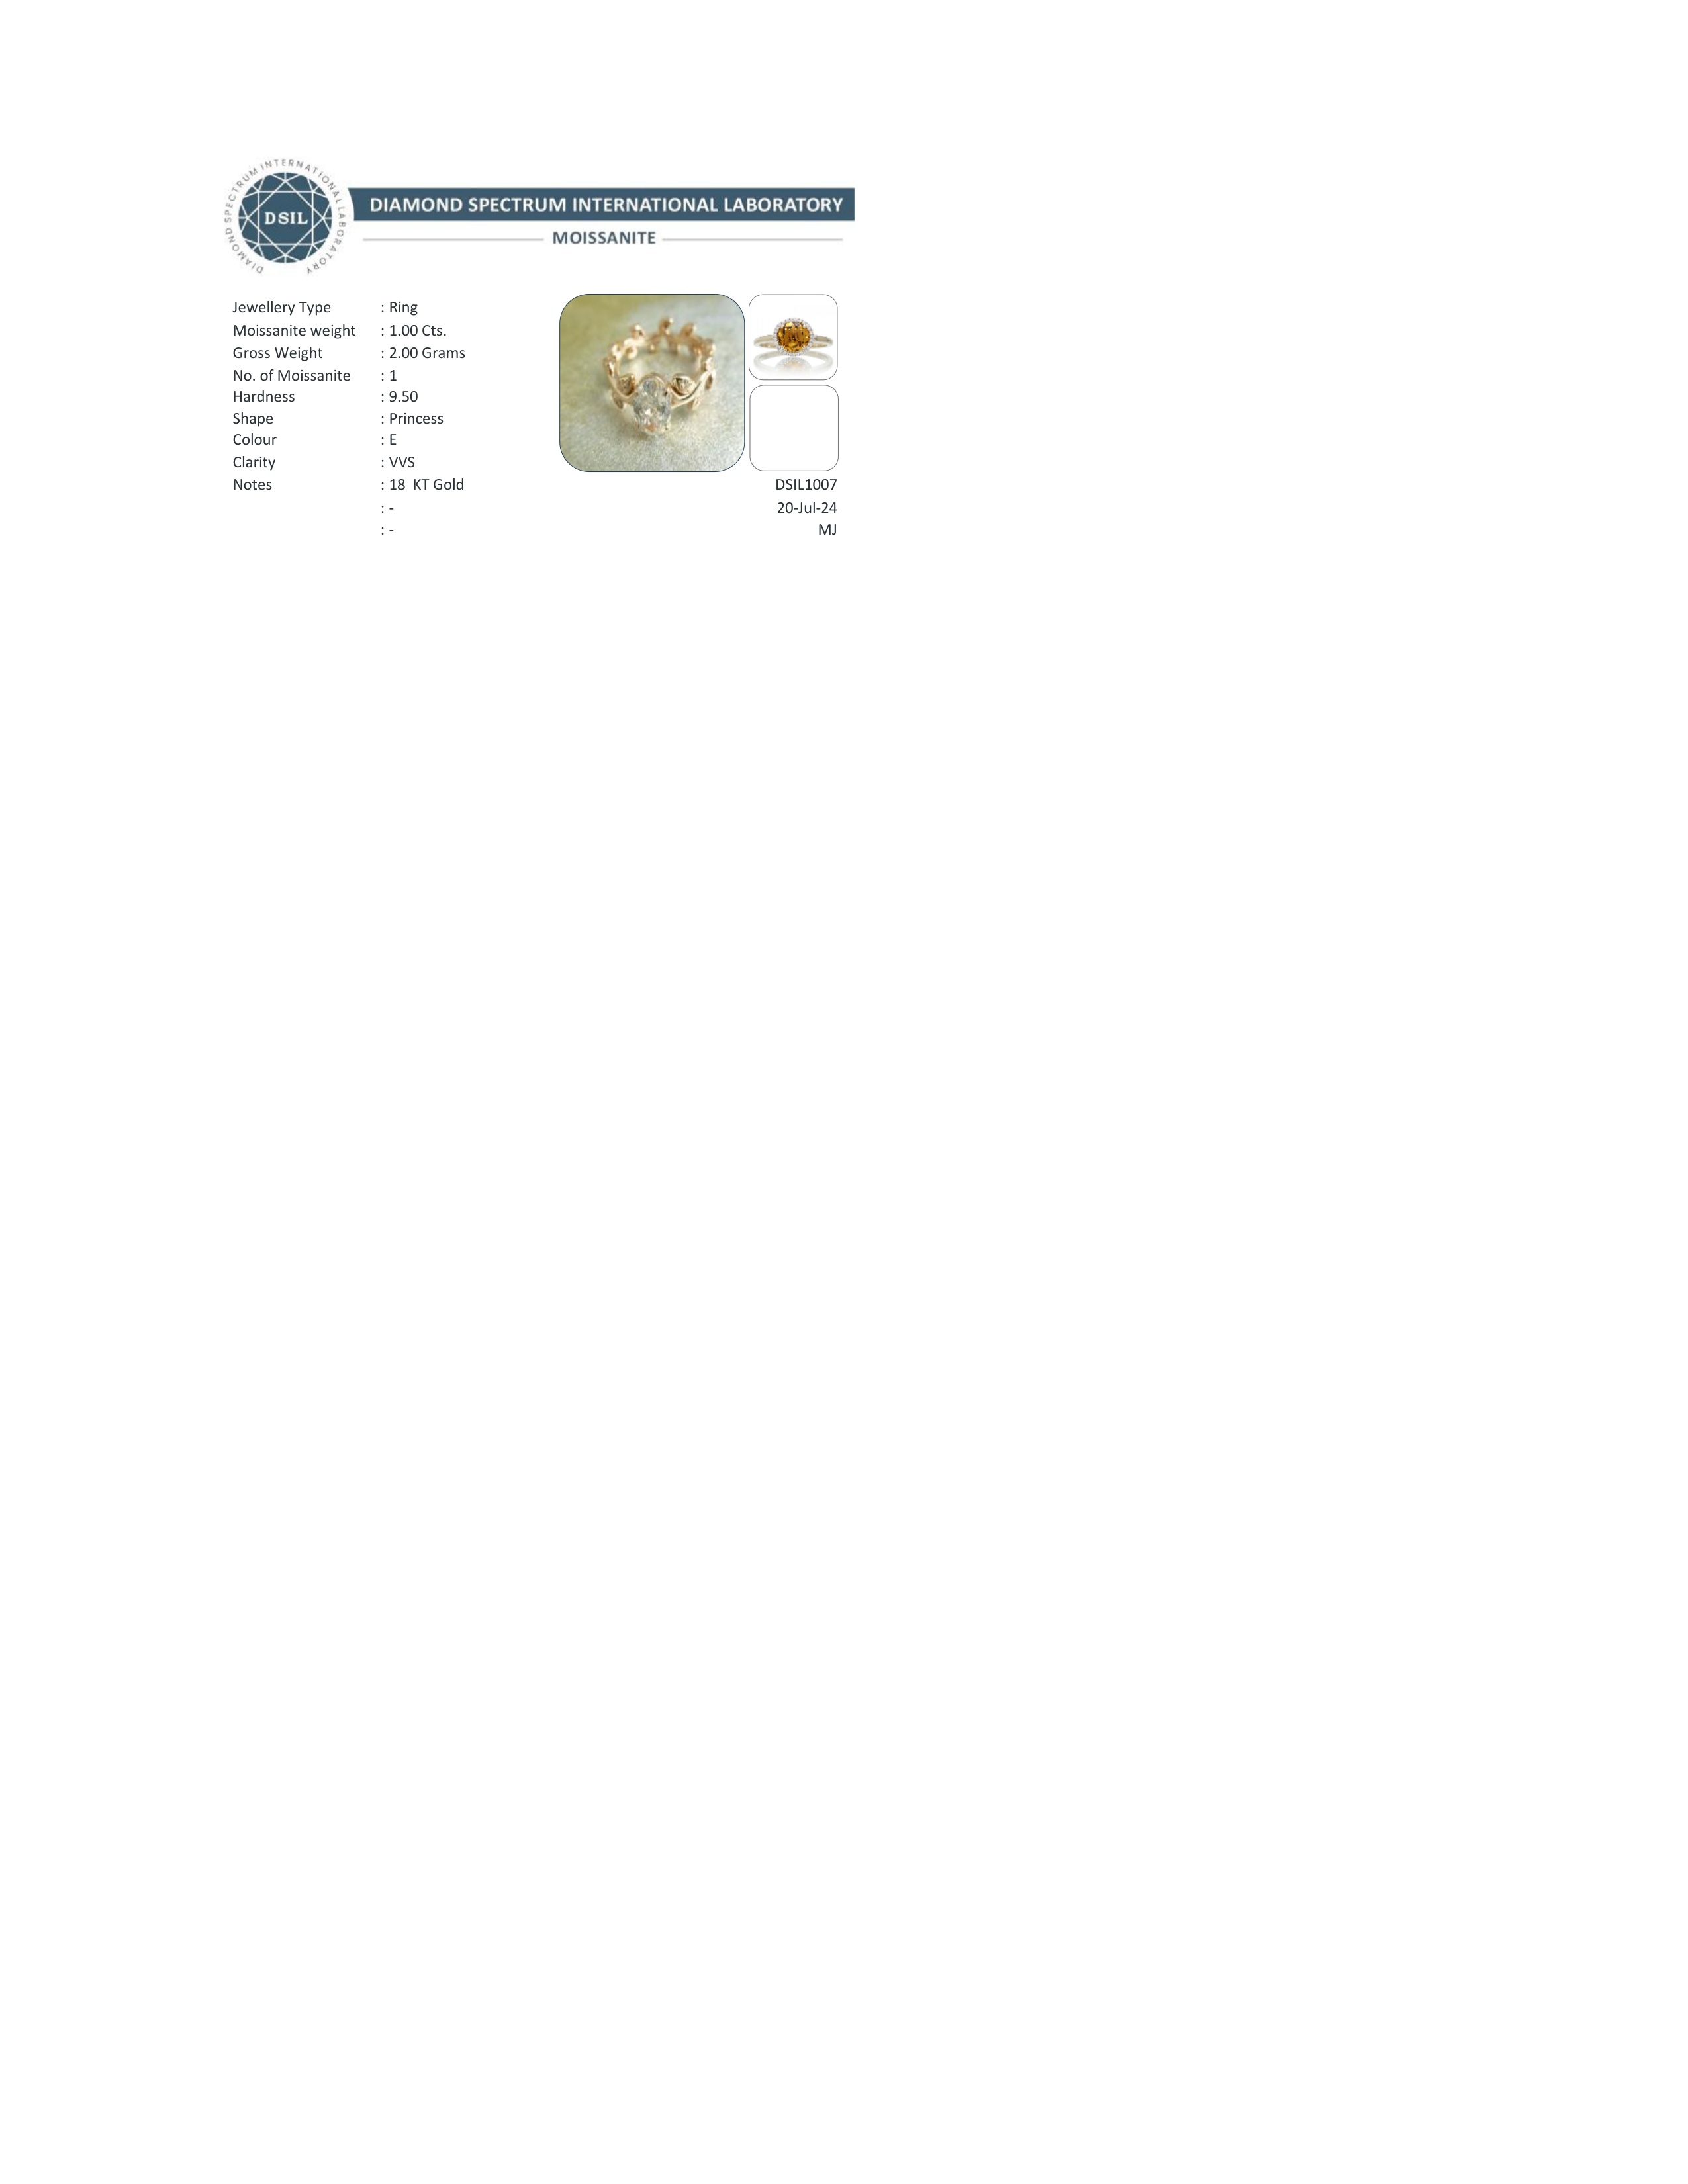 DIAMOND SPECTRUM INTERNATIONAL LABORATORY
DSIL
DIAMOND SPECTRUM INTERNATIONAL LABORATORY
MOISSANITE
Jewellery Type : Ring
Moissanite weight : 1.00 Cts.
Gross Weight : 2.00 Grams
No. of Moissanite : 1
Hardness : 9.50
Shape : Princess
Colour : E
Clarity : VVS
Notes : 18  KT Gold
: -
: -
DSIL1007
20-Jul-24
MJ